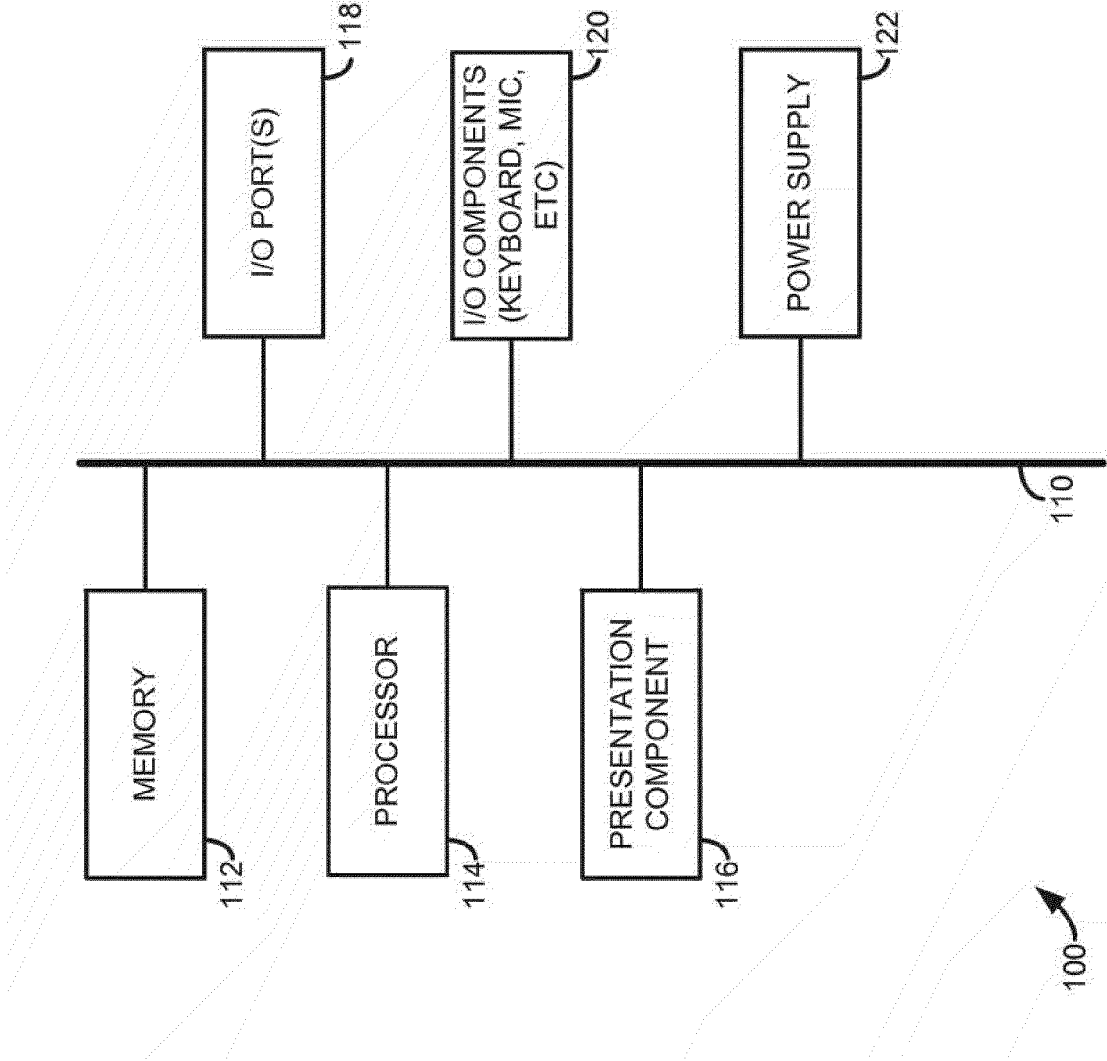 MEMORY
112
PROCESSOR
114
PRESENTATION
COMPONENT
116
I/O PORT(S)
118
I/O COMPONENTS
(KEYBOARD, MIC,
ETC)
120
POWER SUPPLY
122
110
100